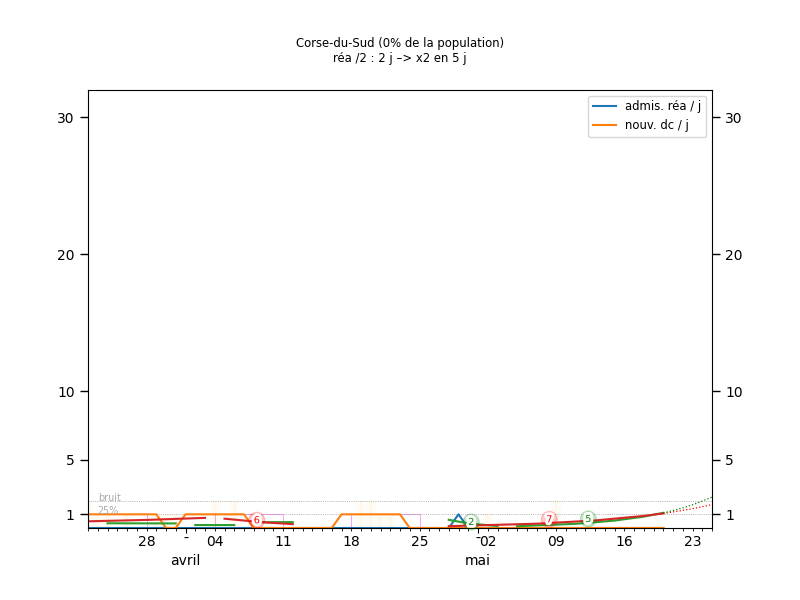 Corse-du-Sud (0% de la population)
réa /2 : 2 j –> x2 en 5 j
admis. réa / j
nouv. dc / j
30 30
20 20
10 10
5 5
bruit
25%
1 1
6 2 7 5
28 - 04 11 18 25 - 02 09 16 23
avril mai